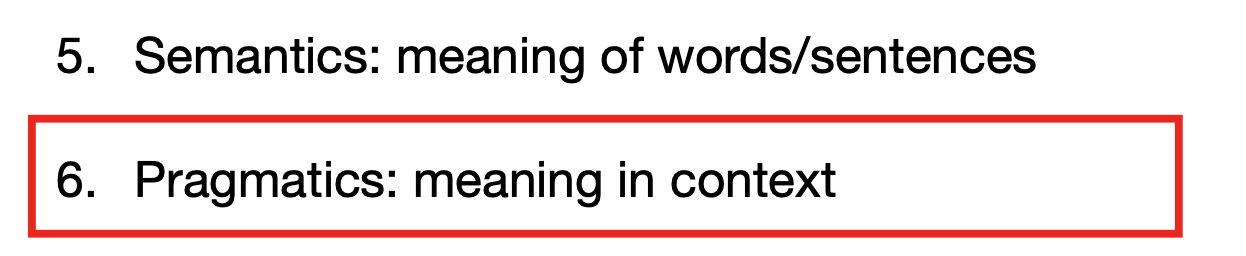 5. Semantics: meaning of words/sentences
6. Pragmatics: meaning in context